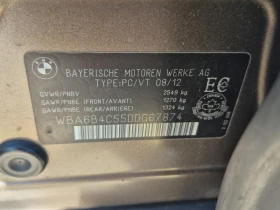 BAYERISCHE MOTOREN WERKE AG
TYPE:PC/VT 08/12
GVWR/PNBV 2549 kg
GAWR/PNBE (FRONT/AVANT) 1270 kg
GAWR/PNBE (REAR/ARRIERE) 1324 kg
WBA6B4C55DDG67874
EC